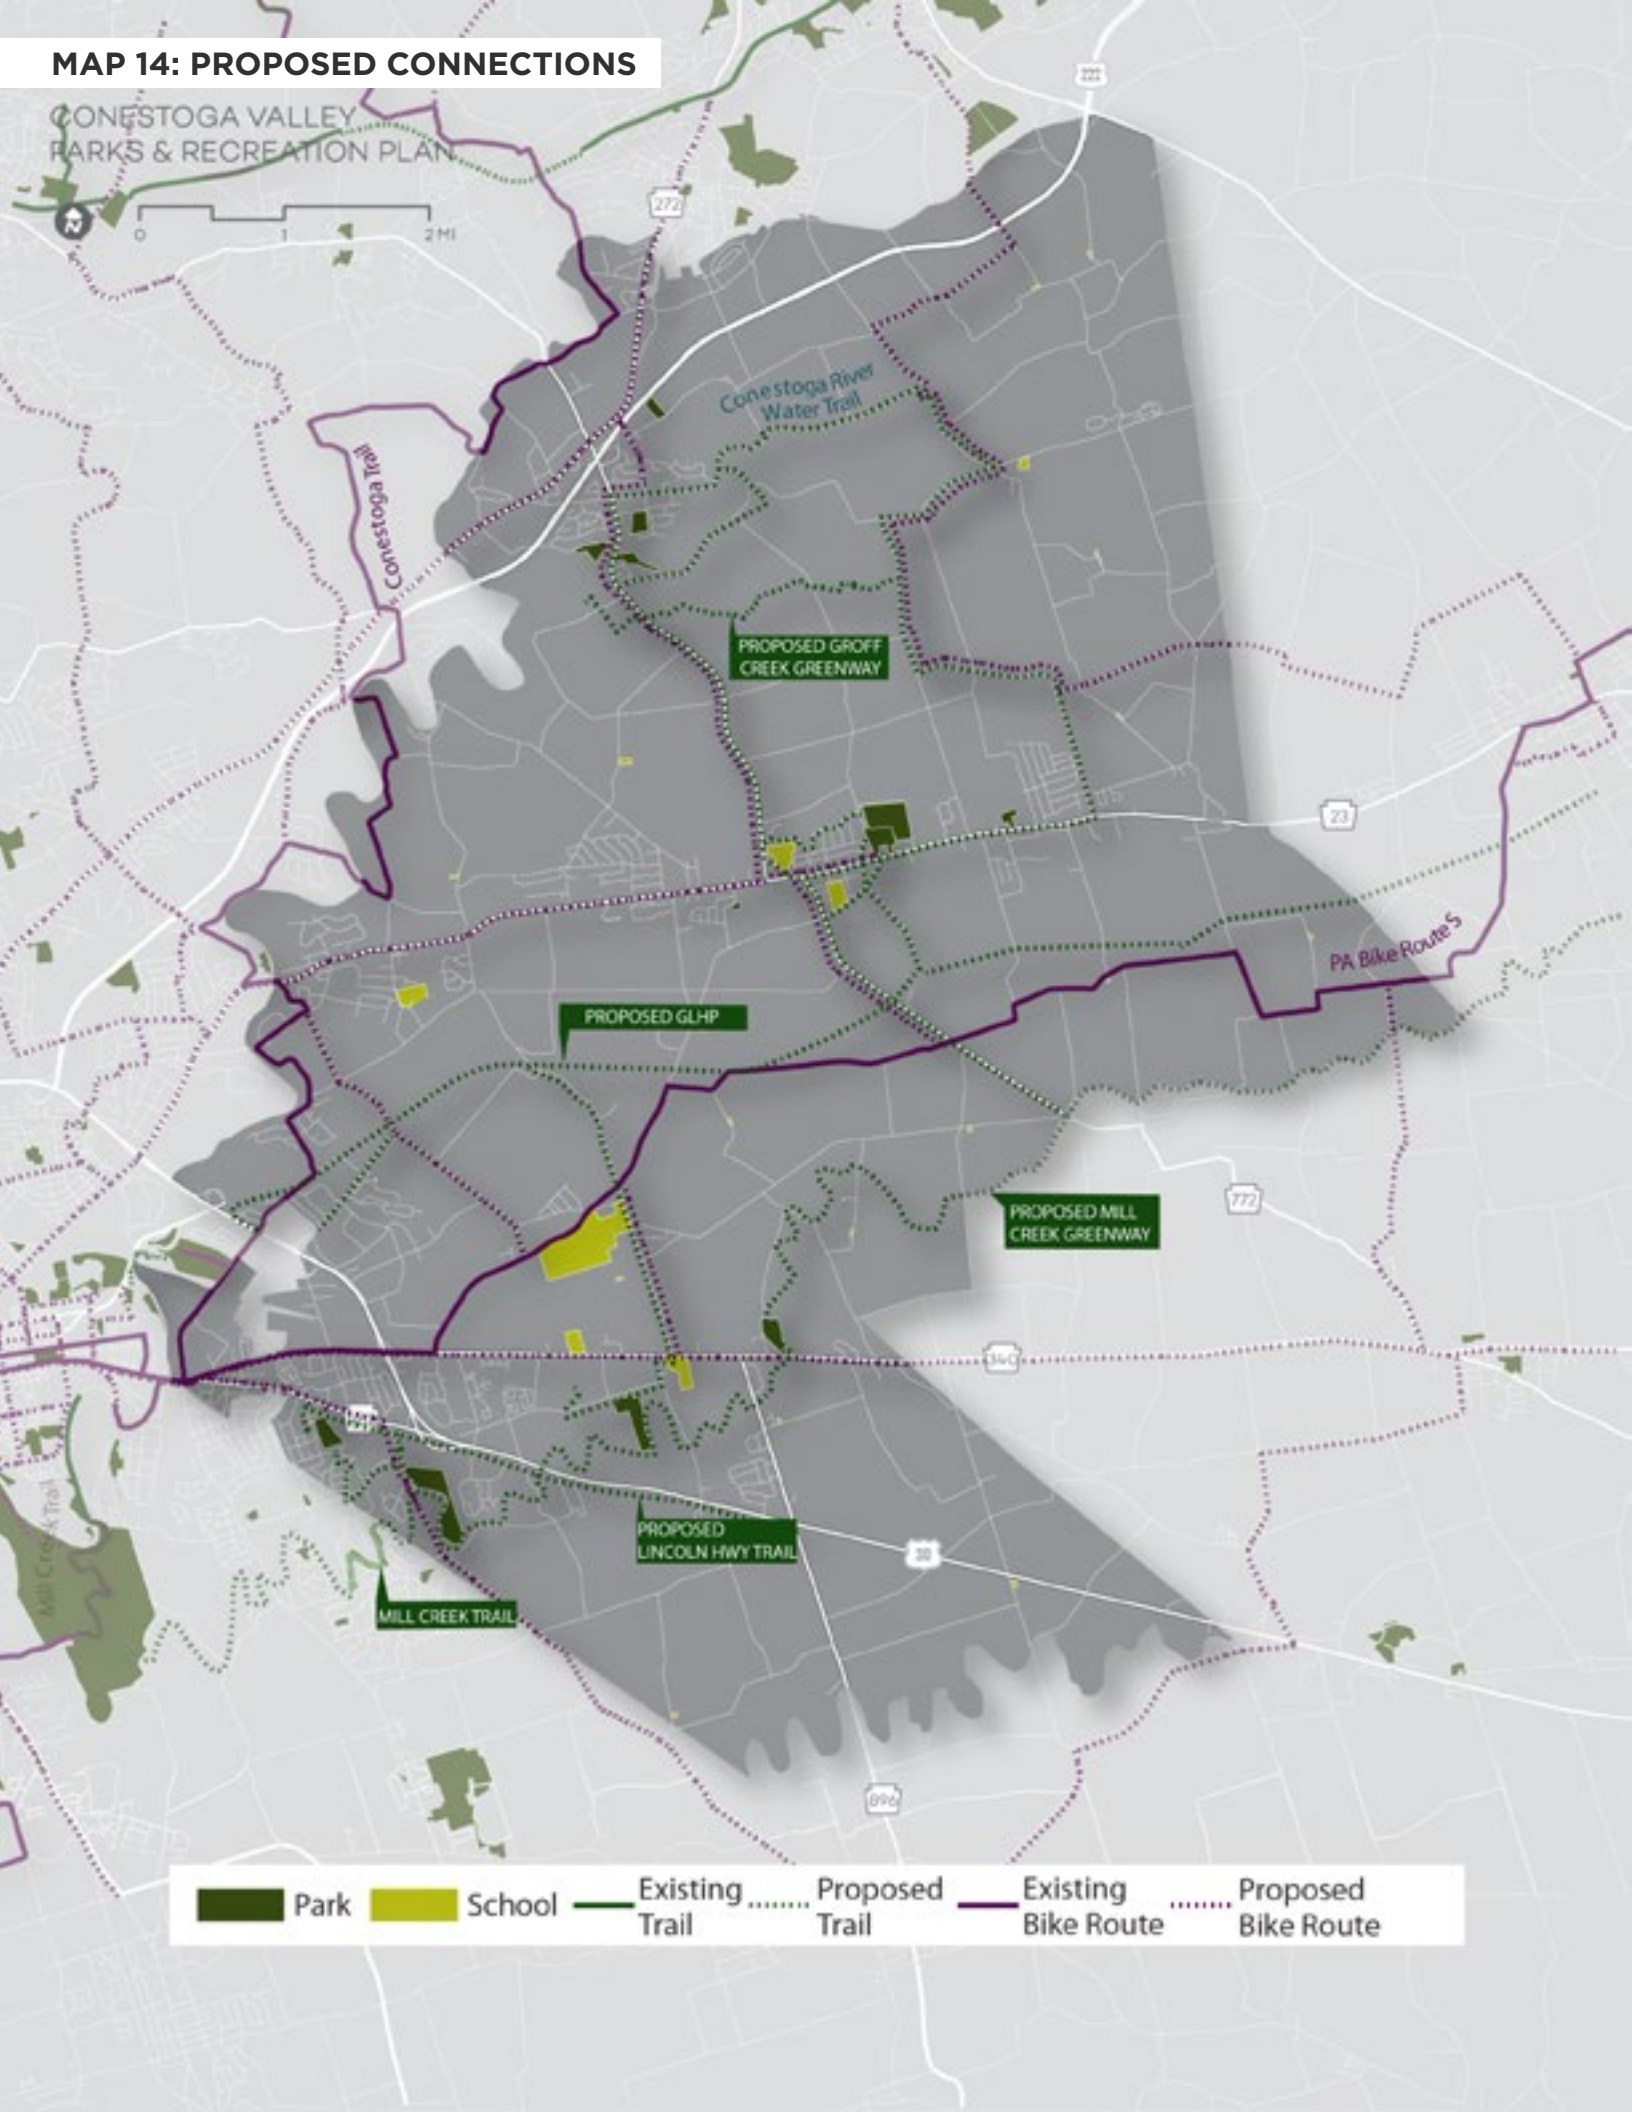 MAP 14: PROPOSED CONNECTIONS
CONESTOGA VALLEY
PARKS & RECREATION PLAN
N
0 1 2 MI
222
272
Conestoga River
Water Trail
Conestoga Trail
PROPOSED GROFF
CREEK GREENWAY
23
PA Bike Route S
PROPOSED GLHP
PROPOSED MILL
CREEK GREENWAY
772
340
PROPOSED
LINCOLN HWY TRAIL
30
Mill Creek Trail
MILL CREEK TRAIL
896
Park
School
Existing
Trail
Proposed
Trail
Existing
Bike Route
Proposed
Bike Route